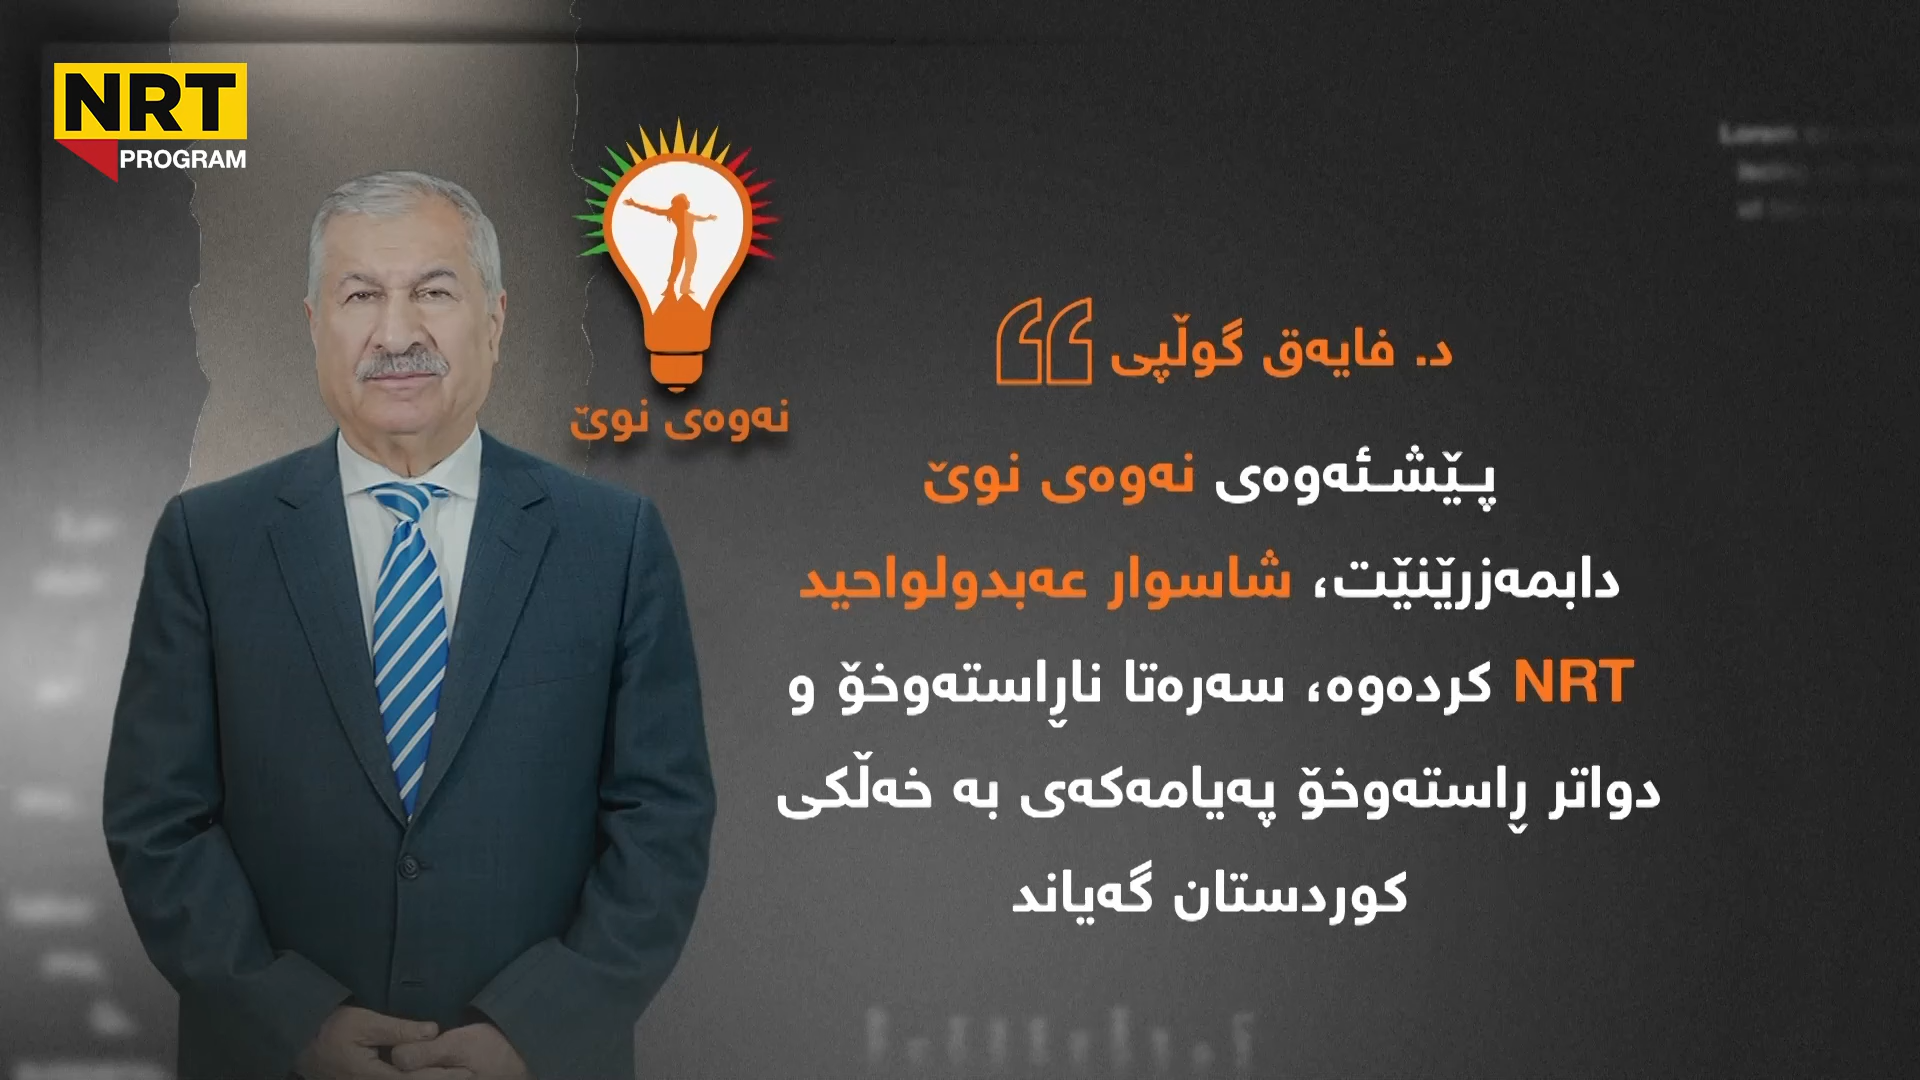 NRT
PROGRAM
نەوەی نوێ
د. فایەق گوڵپی
پێشئەوەی نەوەی نوێ
دابمەزرێنێت، شاسوار عەبدولواحید
NRT کردەوە، سەرەتا ناڕاستەوخۆ و
دواتر ڕاستەوخۆ پەیامەکەی بە خەڵکی
کوردستان گەیاند